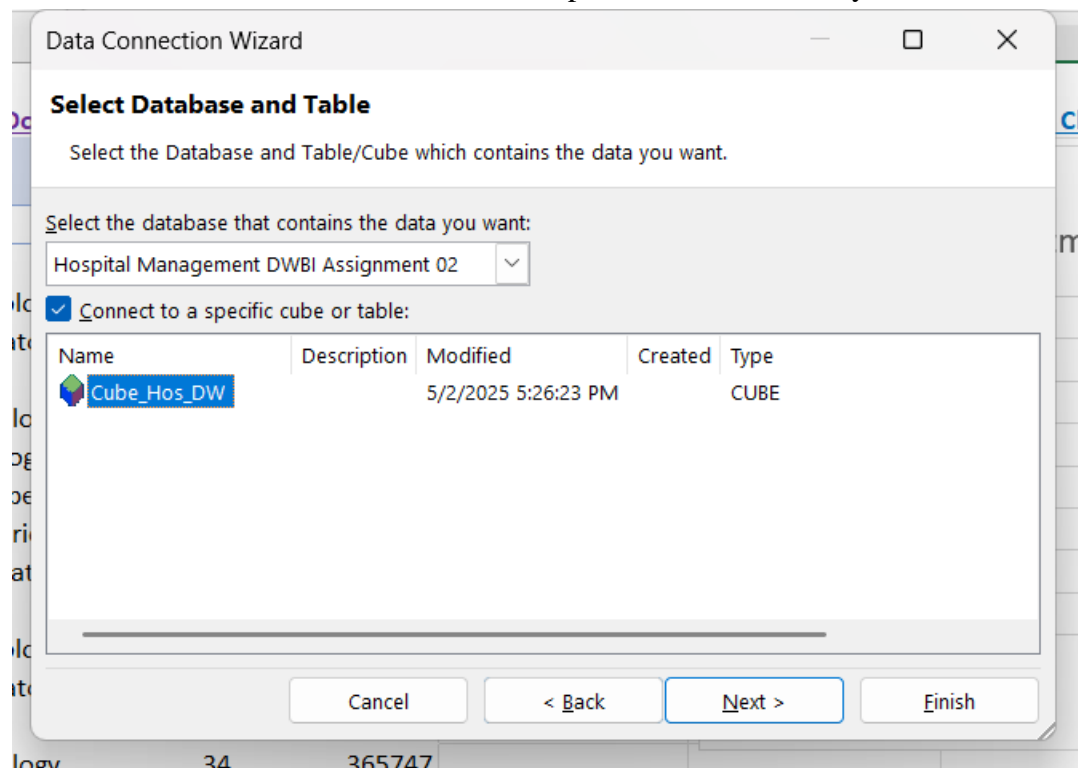 Data Connection Wizard
Select Database and Table
Select the Database and Table/Cube which contains the data you want.
Select the database that contains the data you want:
Hospital Management DWBI Assignment 02
Connect to a specific cube or table:
Name Description Modified Created Type
Cube_Hos_DW 5/2/2025 5:26:23 PM CUBE
Cancel < Back Next > Finish
34 365747